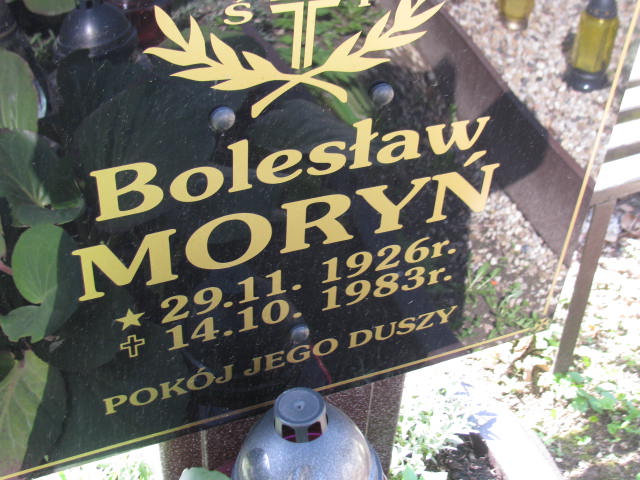 Ś P
Bolesław
MORYŃ
★ 29.11. 1926r.
✝ 14.10. 1983r.
POKÓJ JEGO DUSZY